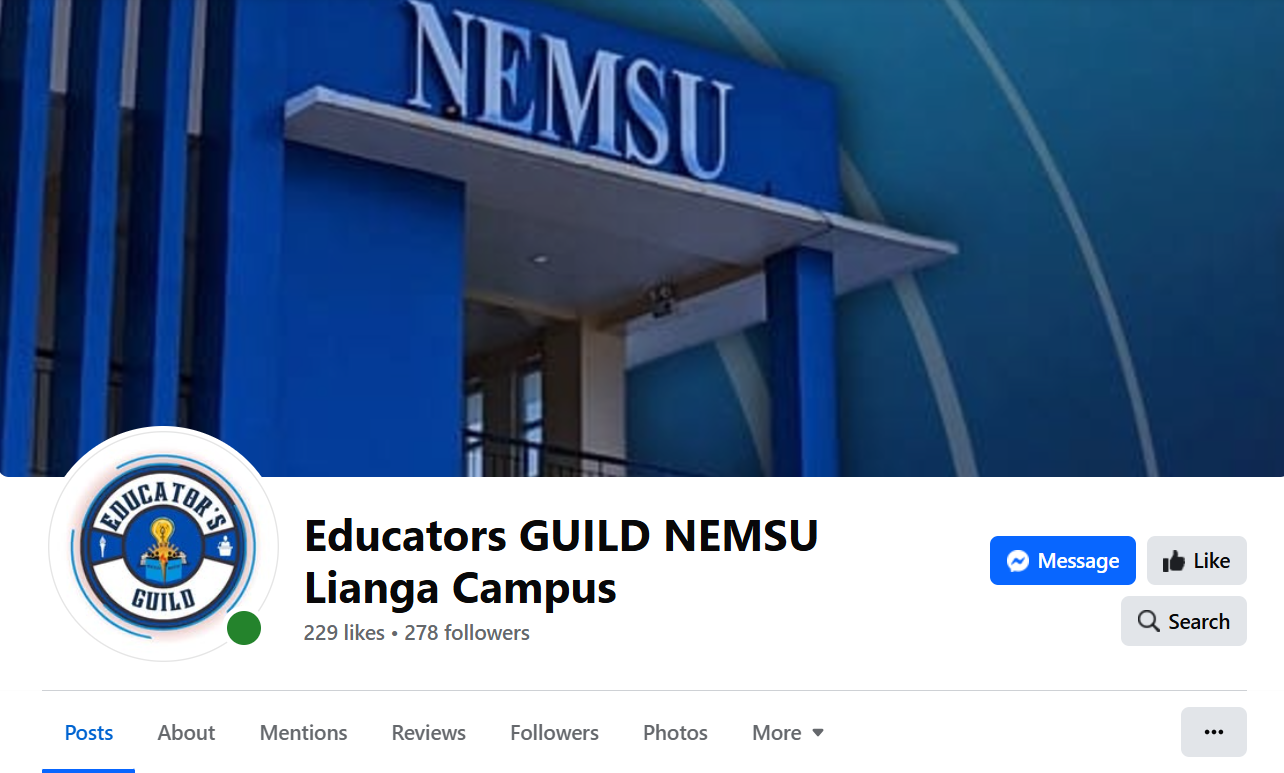 NEMSU
EDUCATOR'S
GUILD
Educators GUILD NEMSU
Lianga Campus
229 likes • 278 followers
Message
Like
Search
Posts
About
Mentions
Reviews
Followers
Photos
More